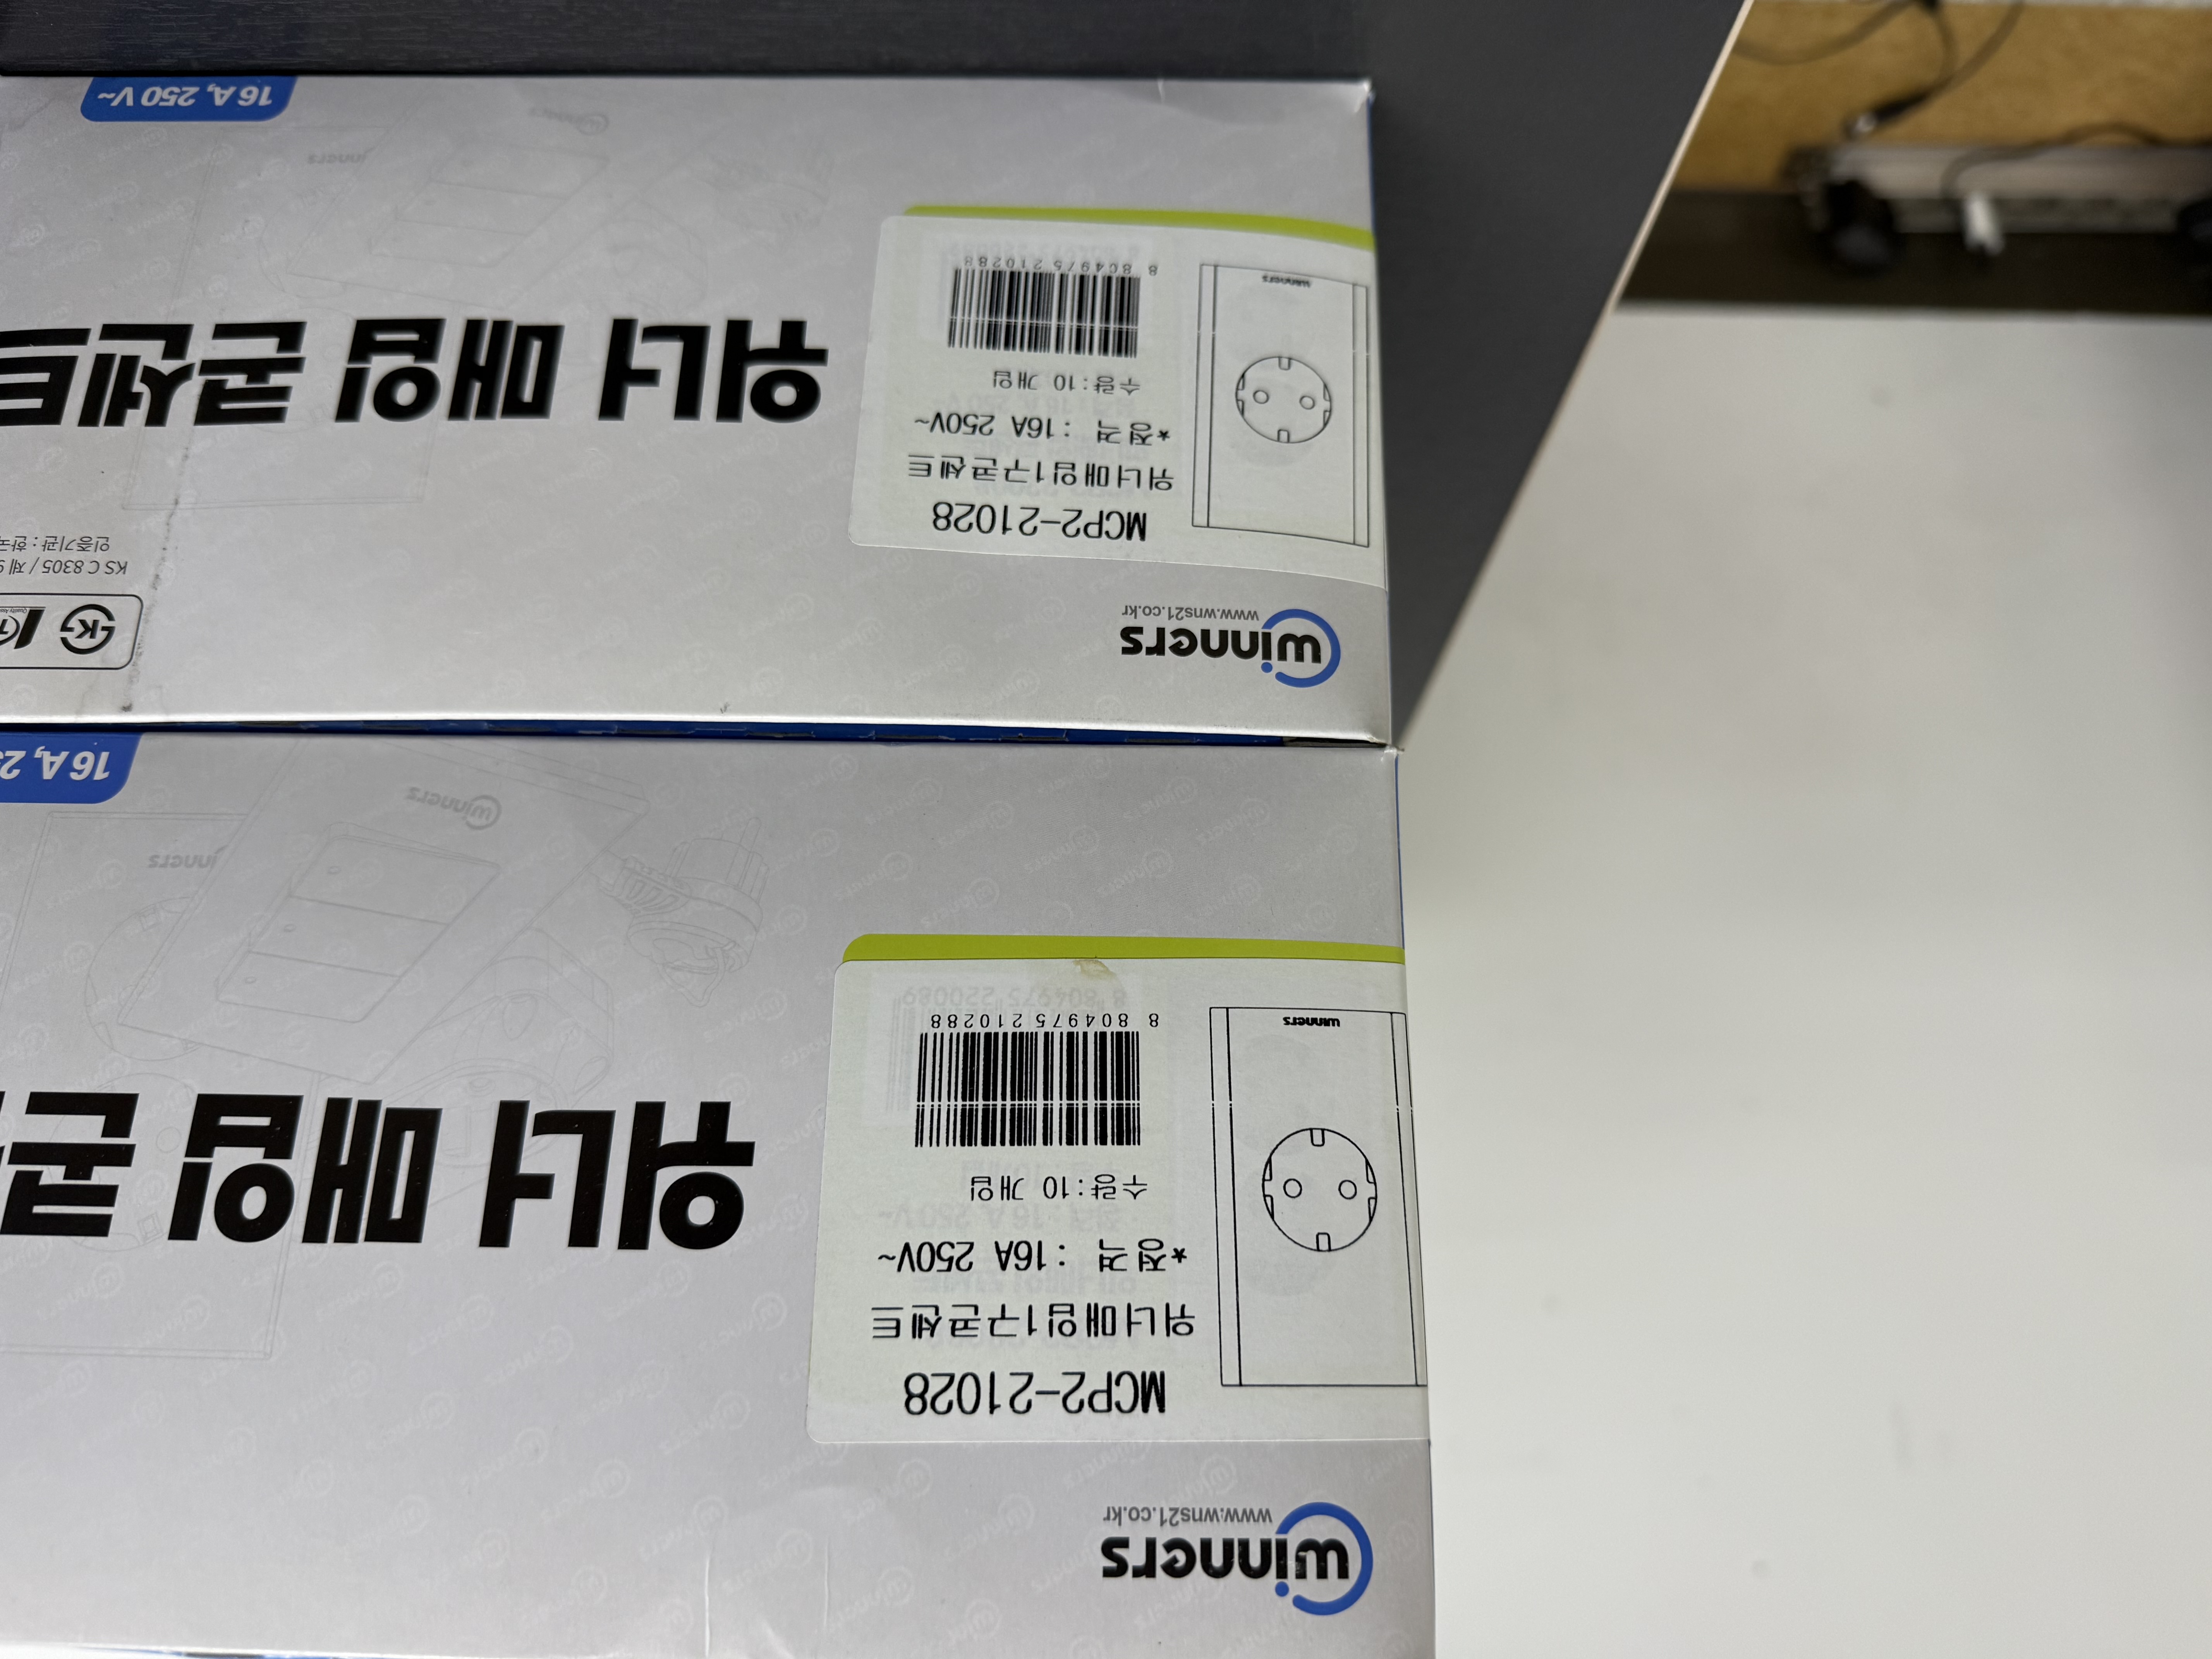 winners
www.wns21.co.kr
MCP2-21028
위너매입1구콘센트
*정격 : 16A 250V~
수량:10 개입
8 804975 210288
winners
위너 매입 콘
16 A, 2
winners
www.wns21.co.kr
KS C 8305 / 제
인증기관 : 한국
MCP2-21028
위너매입1구콘센트
*정격 : 16A 250V~
수량:10 개입
8 804975 210288
winners
위너 매입 콘센트
16 A, 250 V~